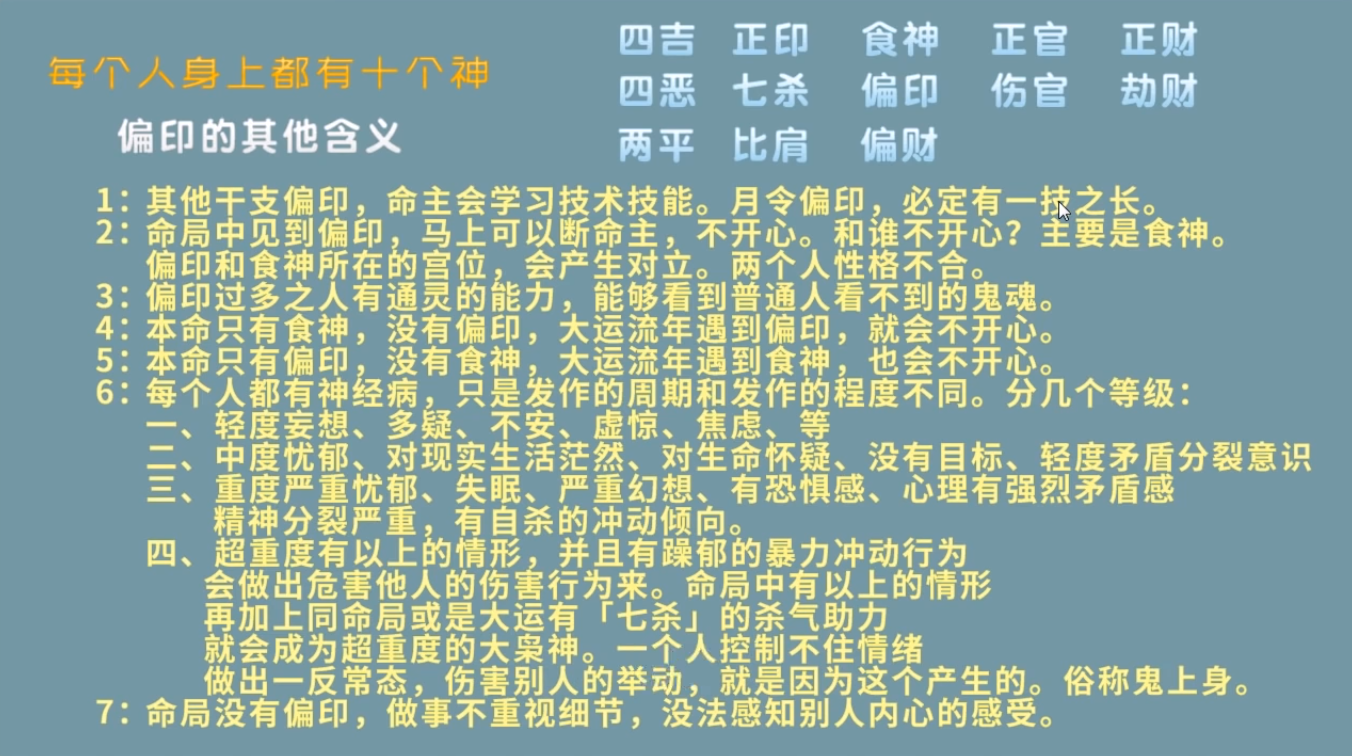 每个人身上都有十个神
偏印的其他含义
四吉 正印 食神 正官 正财
四恶 七杀 偏印 伤官 劫财
两平 比肩 偏财
1：其他干支偏印，命主会学习技术技能。月令偏印，必定有一技之长。
2：命局中见到偏印，马上可以断命主，不开心。和谁不开心？主要是食神。
偏印和食神所在的宫位，会产生对立。两个人性格不合。
3：偏印过多之人有通灵的能力，能够看到普通人看不到的鬼魂。
4：本命只有食神，没有偏印，大运流年遇到偏印，就会不开心。
5：本命只有偏印，没有食神，大运流年遇到食神，也会不开心。
6：每个人都有神经病，只是发作的周期和发作的程度不同。分几个等级：
一、轻度妄想、多疑、不安、虚惊、焦虑、等
二、中度忧郁、对现实生活茫然、对生命怀疑、没有目标、轻度矛盾分裂意识
三、重度严重忧郁、失眠、严重幻想、有恐惧感、心理有强烈矛盾感
精神分裂严重，有自杀的冲动倾向。
四、超重度有以上的情形，并且有躁郁的暴力冲动行为
会做出危害他人的伤害行为来。命局中有以上的情形
再加上同命局或是大运有「七杀」的杀气助力
就会成为超重度的大枭神。一个人控制不住情绪
做出一反常态，伤害别人的举动，就是因为这个产生的。俗称鬼上身。
7：命局没有偏印，做事不重视细节，没法感知别人内心的感受。